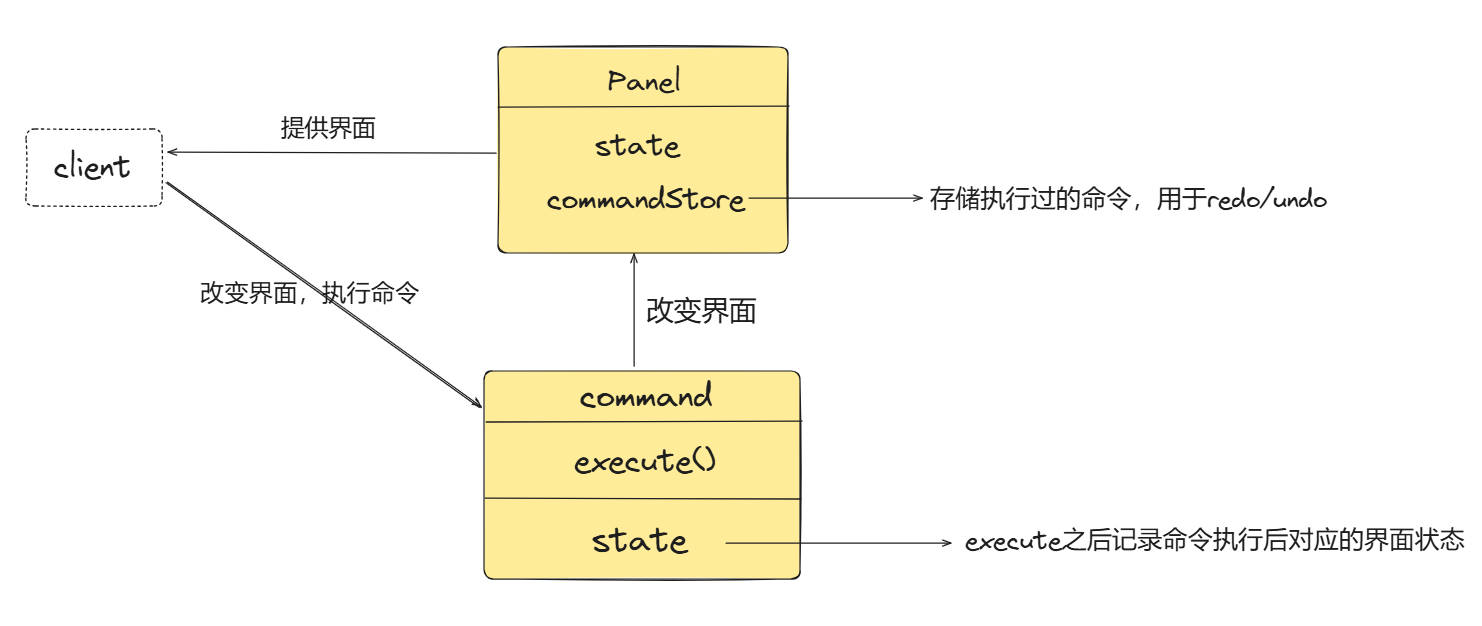 Panel
提供界面
state
client
commandStore
存储执行过的命令，用于redo/undo
改变界面，执行命令
改变界面
command
execute()
state
execute之后记录命令执行后对应的界面状态